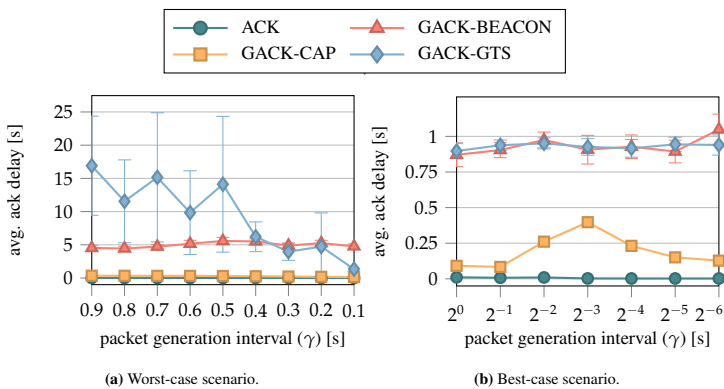 ACK GACK-BEACON
GACK-CAP GACK-GTS
avg. ack delay [s]
25
20
15
10
5
0
0.9 0.8 0.7 0.6 0.5 0.4 0.3 0.2 0.1
packet generation interval (γ) [s]
(a) Worst-case scenario.
avg. ack delay [s]
1
0.75
0.5
0.25
0
2⁰ 2⁻¹ 2⁻² 2⁻³ 2⁻⁴ 2⁻⁵ 2⁻⁶
packet generation interval (γ) [s]
(b) Best-case scenario.